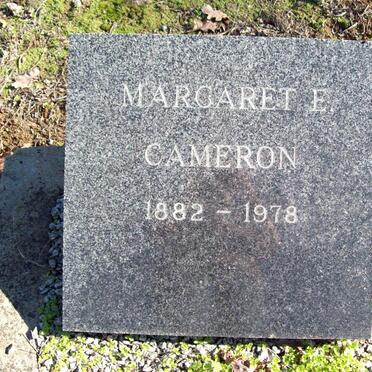 MARGARET E
CAMERON
1882 - 1978